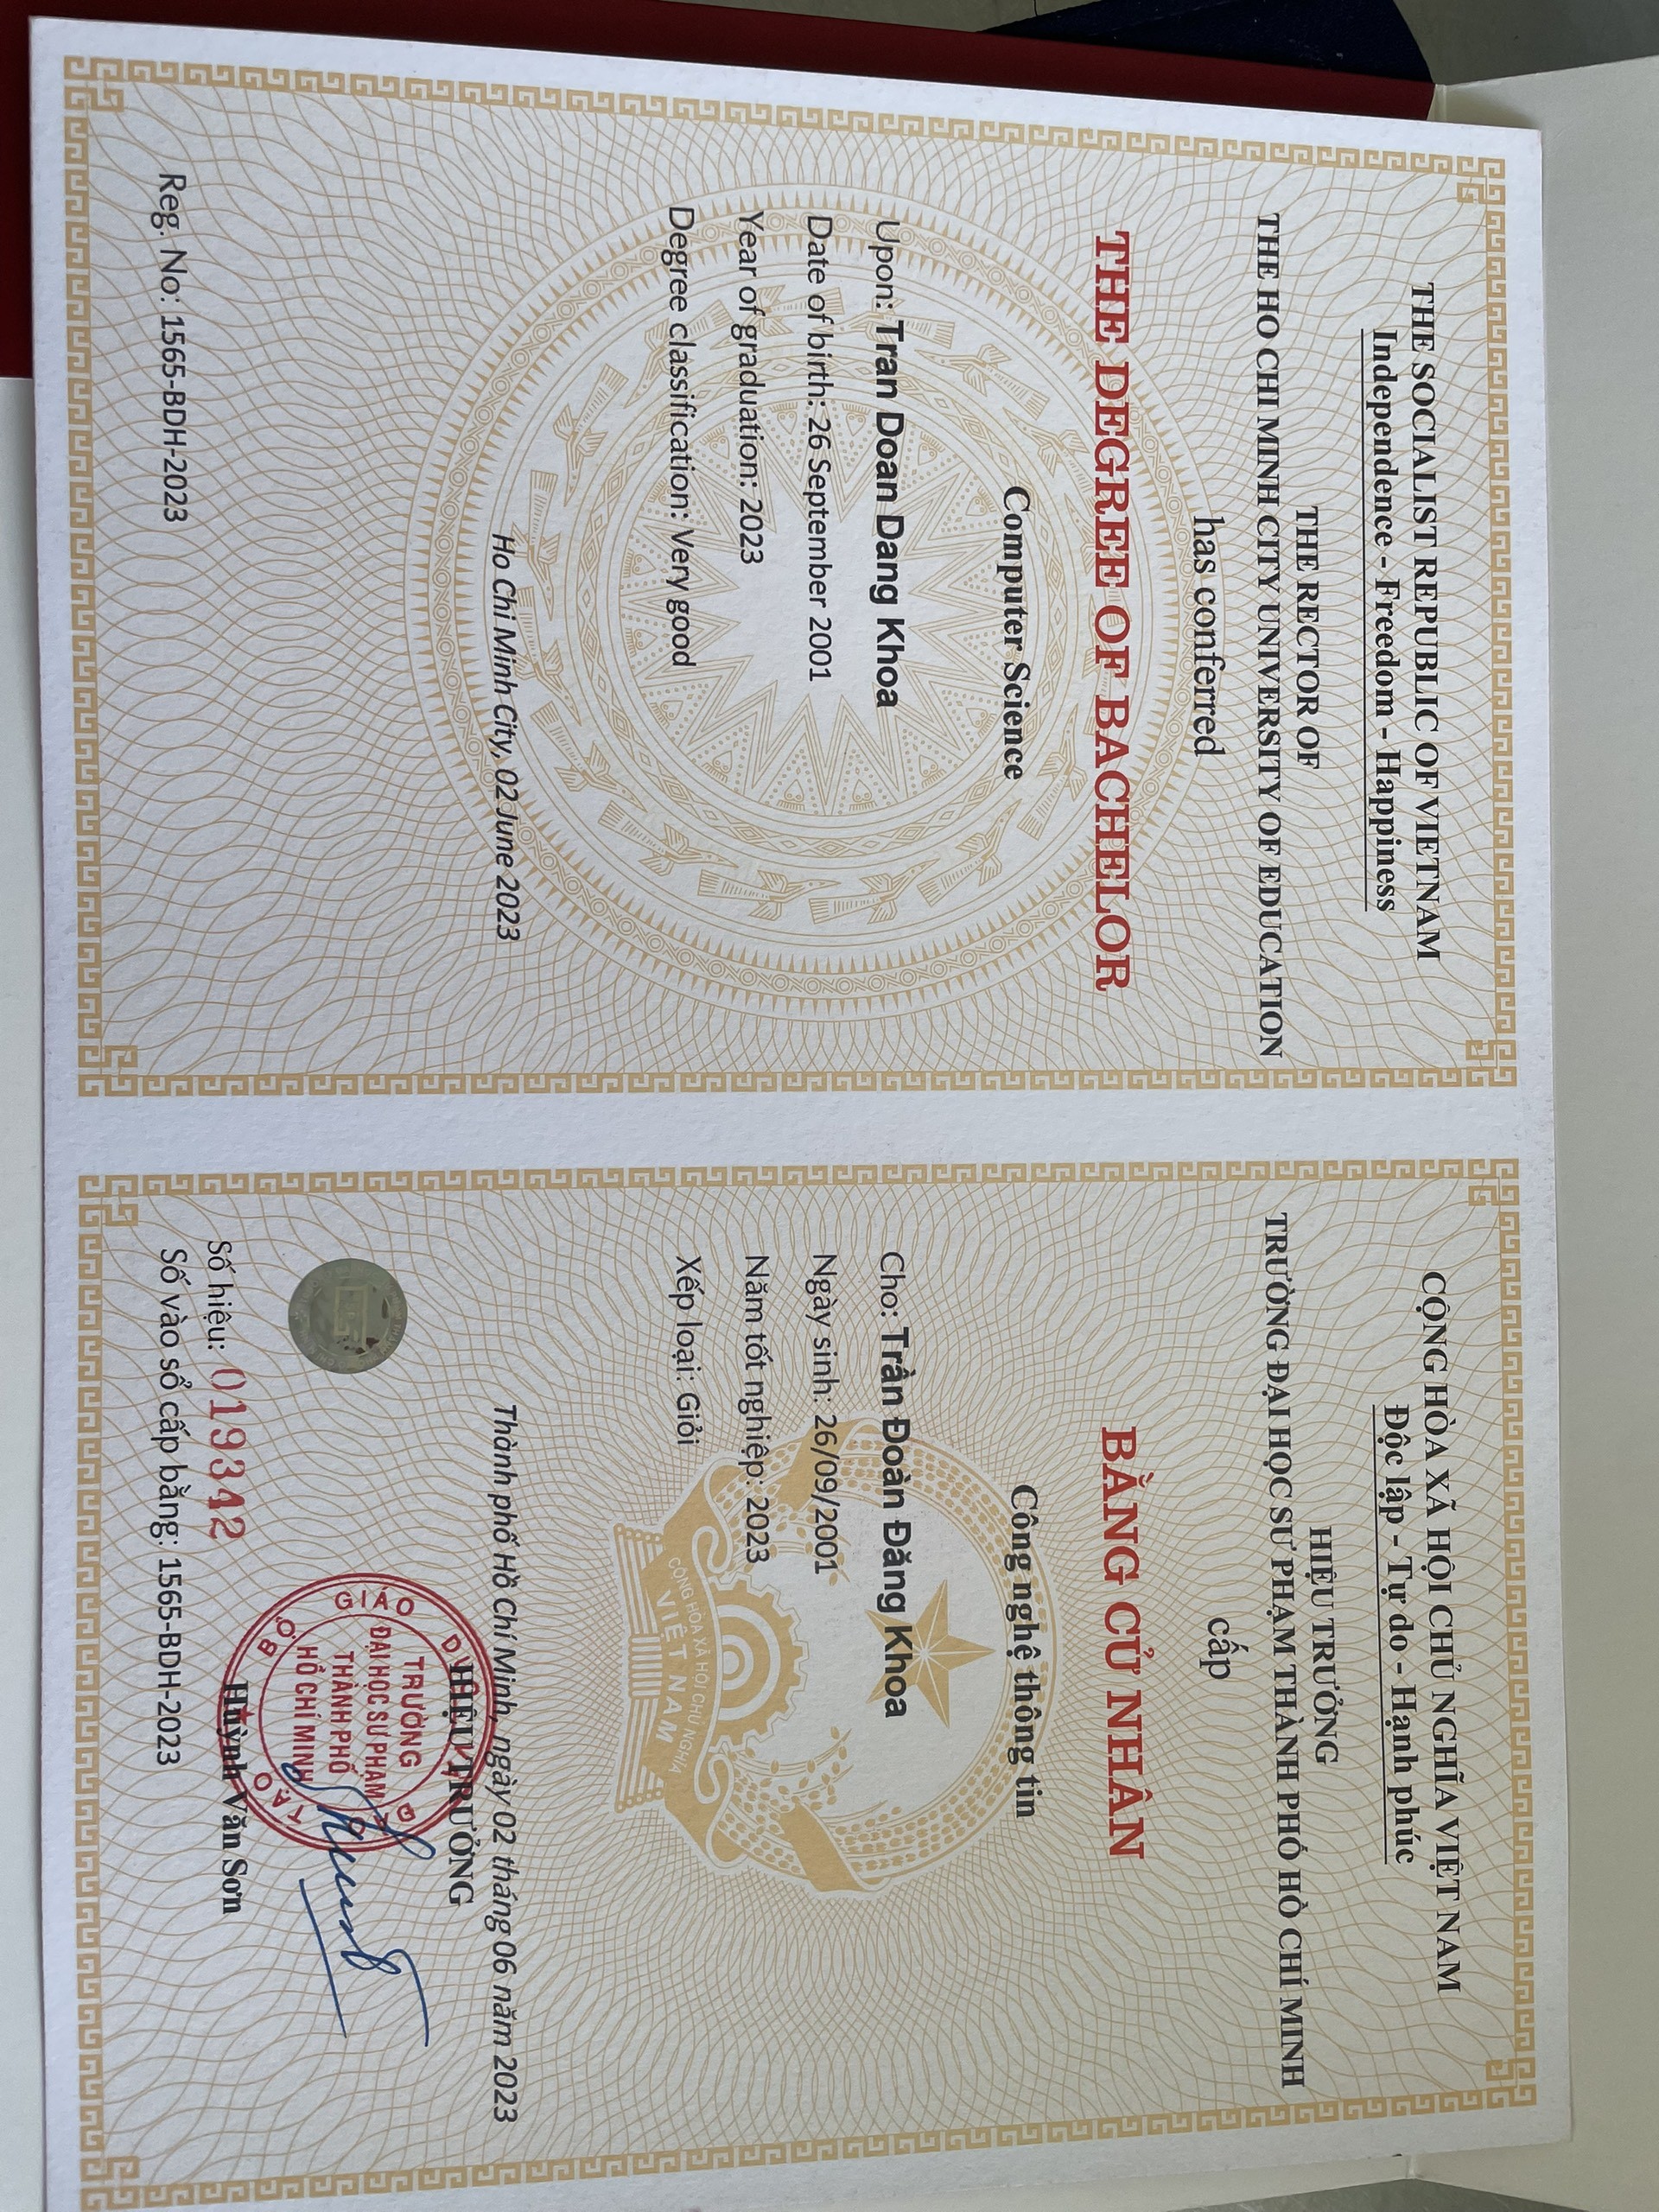 THE SOCIALIST REPUBLIC OF VIETNAM
Independence - Freedom - Happiness
THE RECTOR OF
THE HO CHI MINH CITY UNIVERSITY OF EDUCATION
has conferred
THE DEGREE OF BACHELOR
Computer Science
Upon: Tran Doan Dang Khoa
Date of birth: 26 September 2001
Year of graduation: 2023
Degree classification: Very good
Ho Chi Minh City, 02 June 2023
Reg. No: 1565-BDH-2023
CỘNG HÒA XÃ HỘI CHỦ NGHĨA VIỆT NAM
Độc lập - Tự do - Hạnh phúc
HIỆU TRƯỞNG
TRƯỜNG ĐẠI HỌC SƯ PHẠM THÀNH PHỐ HỒ CHÍ MINH
cấp
BẰNG CỬ NHÂN
Công nghệ thông tin
Cho: Trần Đoàn Đăng Khoa
Ngày sinh: 26/09/2001
Năm tốt nghiệp: 2023
Xếp loại: Giỏi
CỘNG HÒA XÃ HỘI CHỦ NGHĨA
VIỆT NAM
Thành phố Hồ Chí Minh, ngày 02 tháng 06 năm 2023
HIỆU TRƯỞNG
BỘ GIÁO DỤC VÀ ĐÀO TẠO
TRƯỜNG
ĐẠI HỌC SƯ PHẠM
THÀNH PHỐ
HỒ CHÍ MINH
Huỳnh Văn Sơn
Số hiệu: 019342
Số vào sổ cấp bằng: 1565-BDH-2023